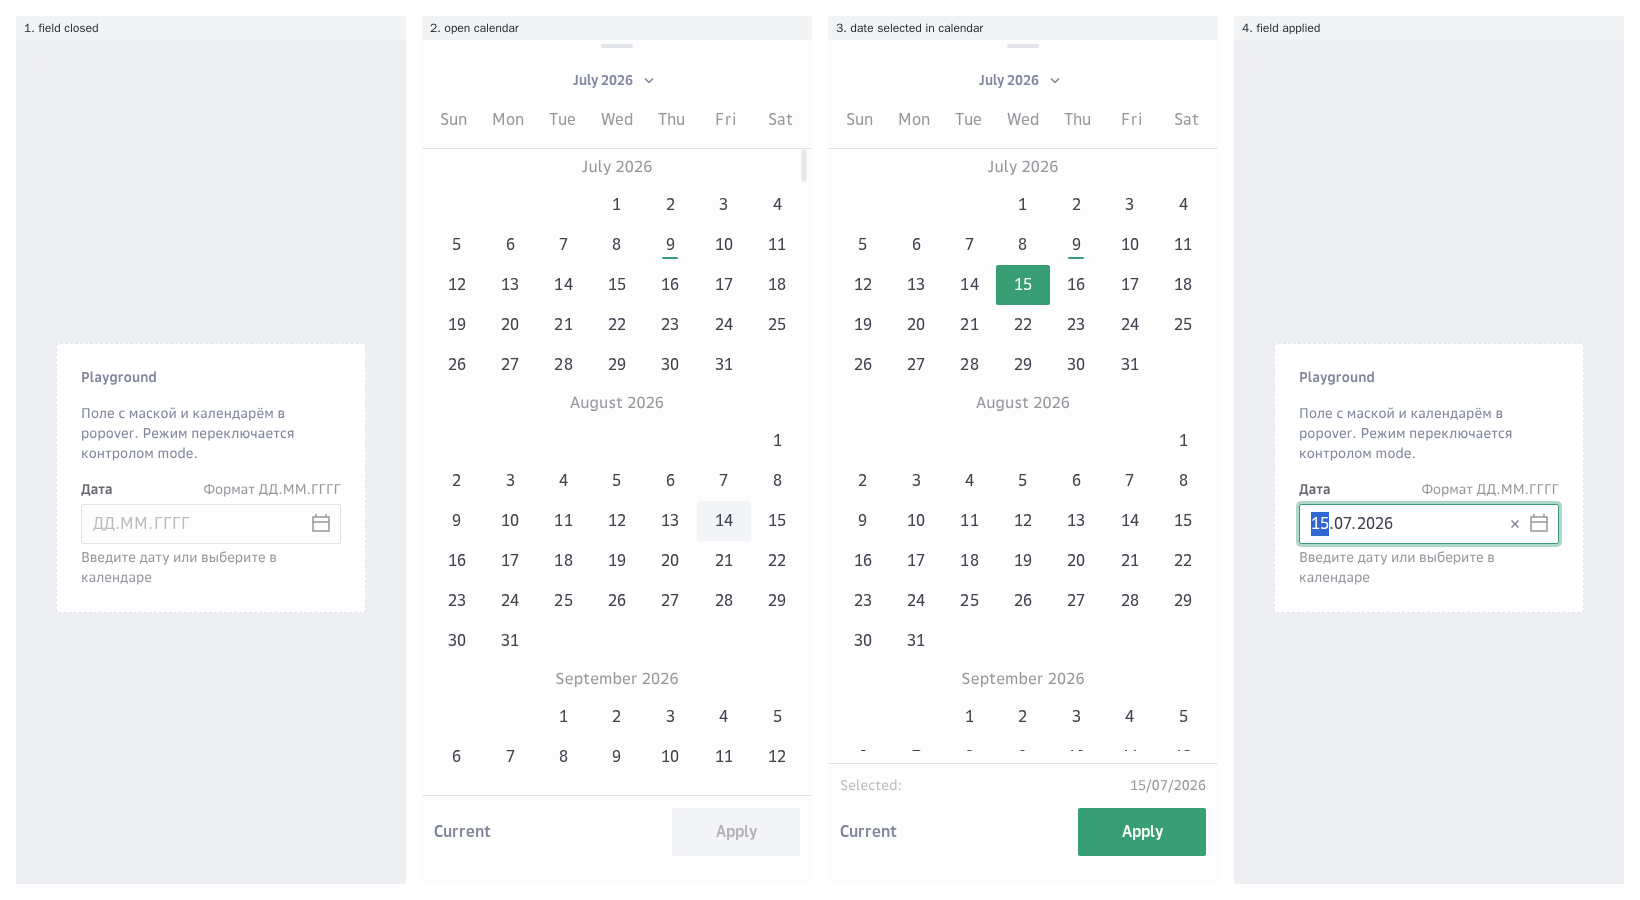 1. field closed
Playground
Поле с маской и календарём в
popover. Режим переключается
контролом mode.
Дата Формат ДД.ММ.ГГГГ
ДД.ММ.ГГГГ
Введите дату или выберите в
календаре
2. open calendar
July 2026
Sun Mon Tue Wed Thu Fri Sat
July 2026
1 2 3 4
5 6 7 8 9 10 11
12 13 14 15 16 17 18
19 20 21 22 23 24 25
26 27 28 29 30 31
August 2026
1
2 3 4 5 6 7 8
9 10 11 12 13 14 15
16 17 18 19 20 21 22
23 24 25 26 27 28 29
30 31
September 2026
1 2 3 4 5
6 7 8 9 10 11 12
Current Apply
3. date selected in calendar
July 2026
Sun Mon Tue Wed Thu Fri Sat
July 2026
1 2 3 4
5 6 7 8 9 10 11
12 13 14 15 16 17 18
19 20 21 22 23 24 25
26 27 28 29 30 31
August 2026
1
2 3 4 5 6 7 8
9 10 11 12 13 14 15
16 17 18 19 20 21 22
23 24 25 26 27 28 29
30 31
September 2026
1 2 3 4 5
Selected: 15/07/2026
Current Apply
4. field applied
Playground
Поле с маской и календарём в
popover. Режим переключается
контролом mode.
Дата Формат ДД.ММ.ГГГГ
15.07.2026
Введите дату или выберите в
календаре